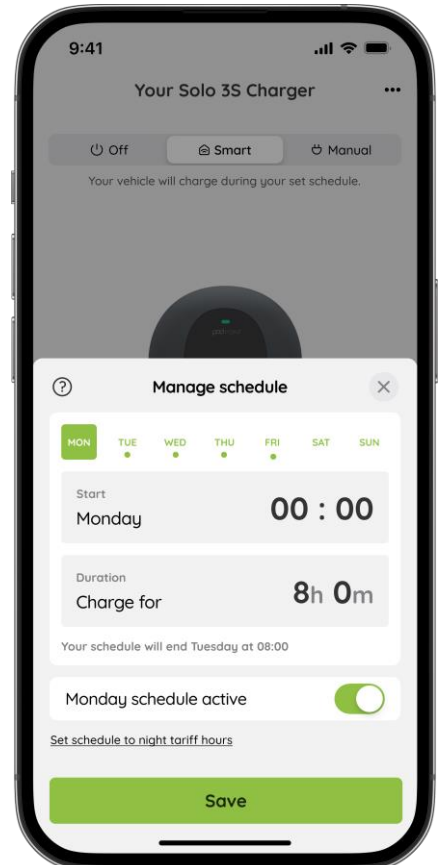 9:41
Your Solo 3S Charger
Off Smart Manual
Your vehicle will charge during your set schedule.
Manage schedule
MON TUE WED THU FRI SAT SUN
Start
Monday 00 : 00
Duration
Charge for 8h 0m
Your schedule will end Tuesday at 08:00
Monday schedule active
Set schedule to night tariff hours
Save